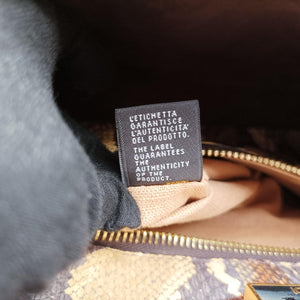 L'ETICHETTA
GARANTISCE
L'AUTENTICITA'
DEL PRODOTTO.
THE LABEL
GUARANTEES
THE
AUTHENTICITY
OF THE
PRODUCT.